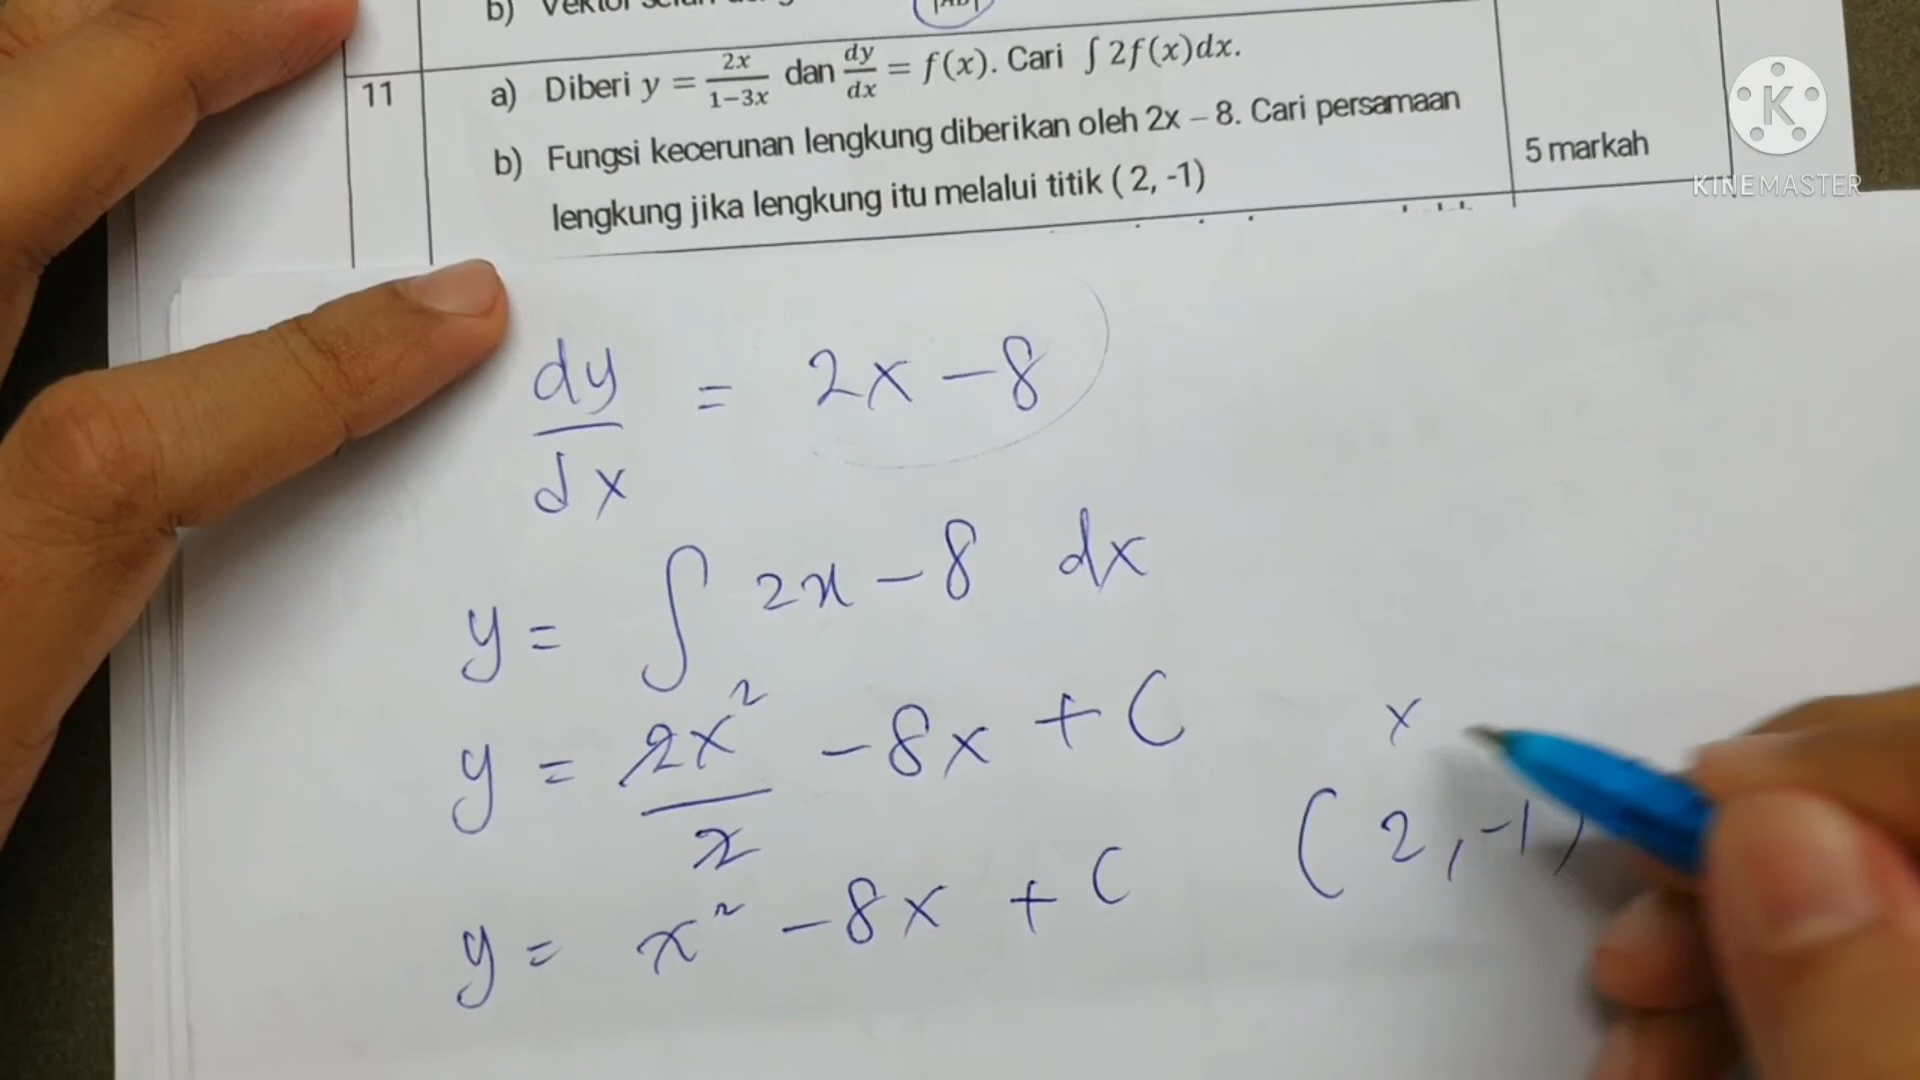 b)
|AB|
11 a) Diberi y = 2x/(1−3x) dan dy/dx = f(x). Cari ∫ 2f(x)dx.
b) Fungsi kecerunan lengkung diberikan oleh 2x – 8. Cari persamaan
lengkung jika lengkung itu melalui titik ( 2, -1)
5 markah
K
KINEMASTER
dy/dx = 2x − 8
y = ∫ 2x − 8 dx
y = 2x²/2 − 8x + C
x
( 2, -1 )
y = x² − 8x + C